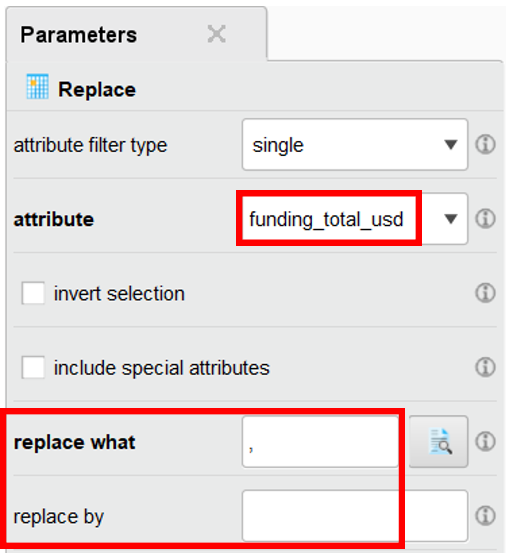 Parameters
Replace
attribute filter type single
attribute funding_total_usd
invert selection
include special attributes
replace what ,
replace by